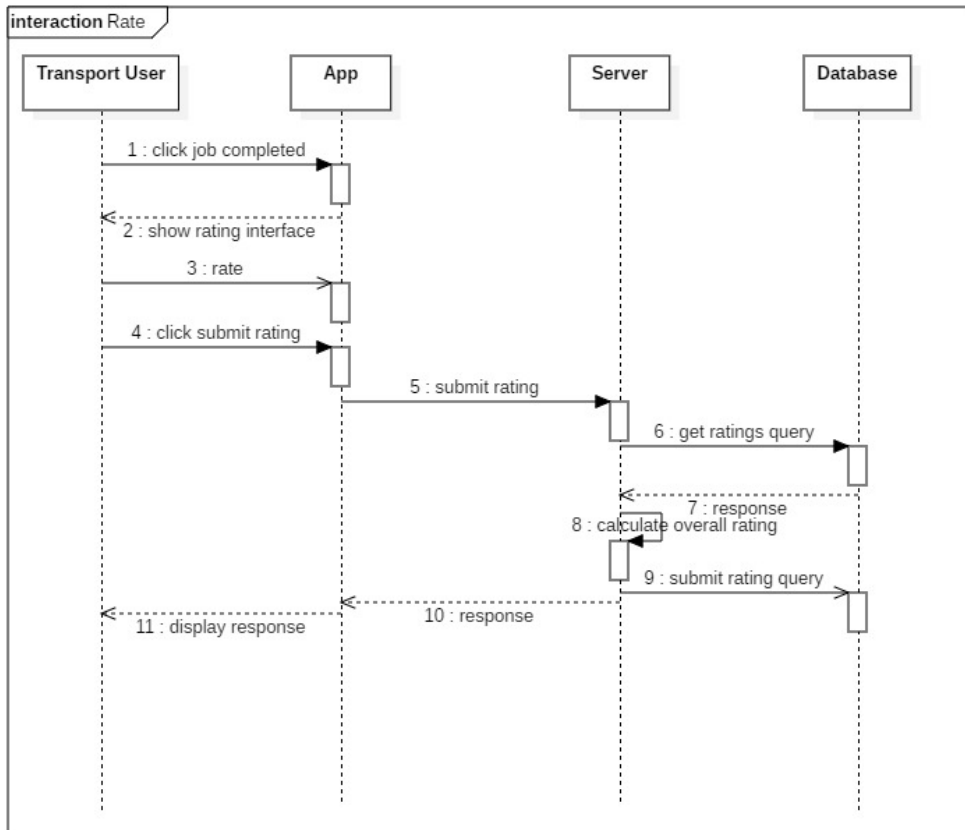 interaction Rate
Transport User
App
Server
Database
1 : click job completed
2 : show rating interface
3 : rate
4 : click submit rating
5 : submit rating
6 : get ratings query
7 : response
8 : calculate overall rating
9 : submit rating query
10 : response
11 : display response